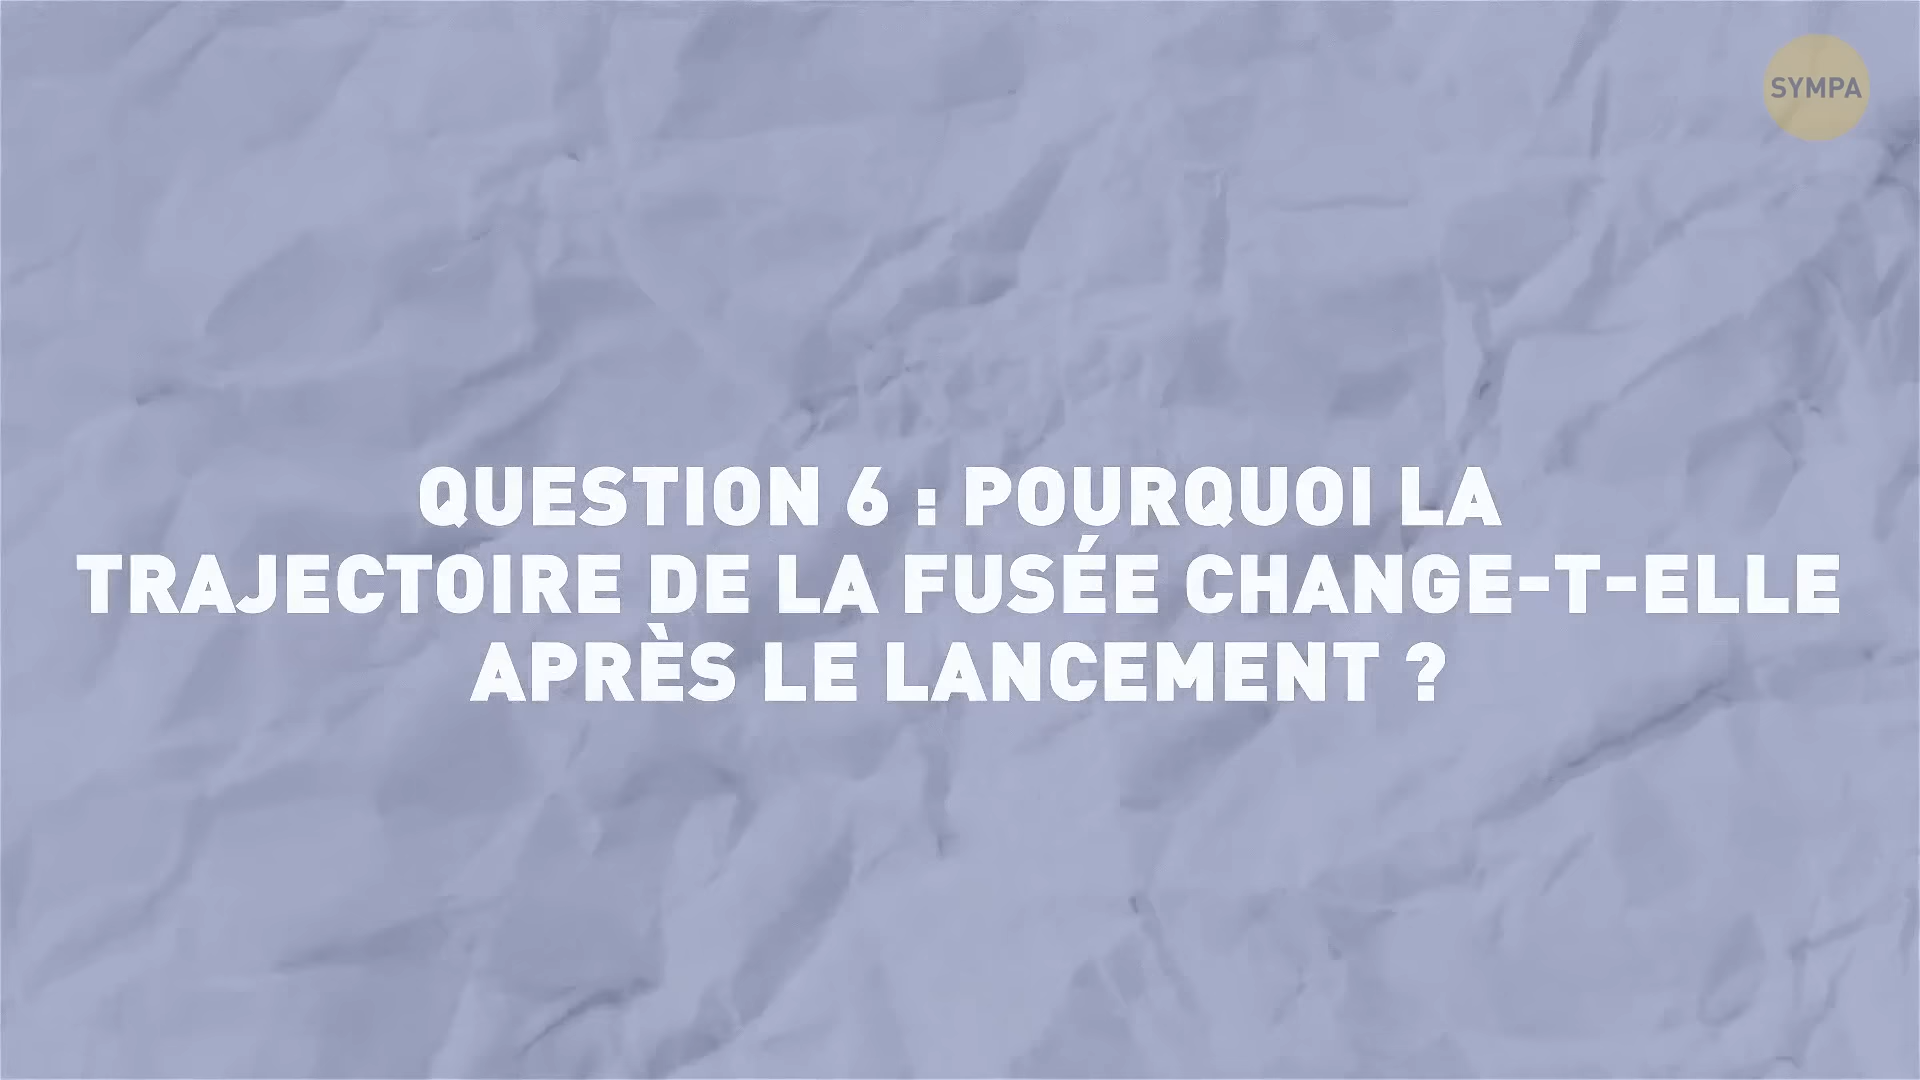 SYMPA
QUESTION 6 : POURQUOI LA
TRAJECTOIRE DE LA FUSÉE CHANGE-T-ELLE
APRÈS LE LANCEMENT ?